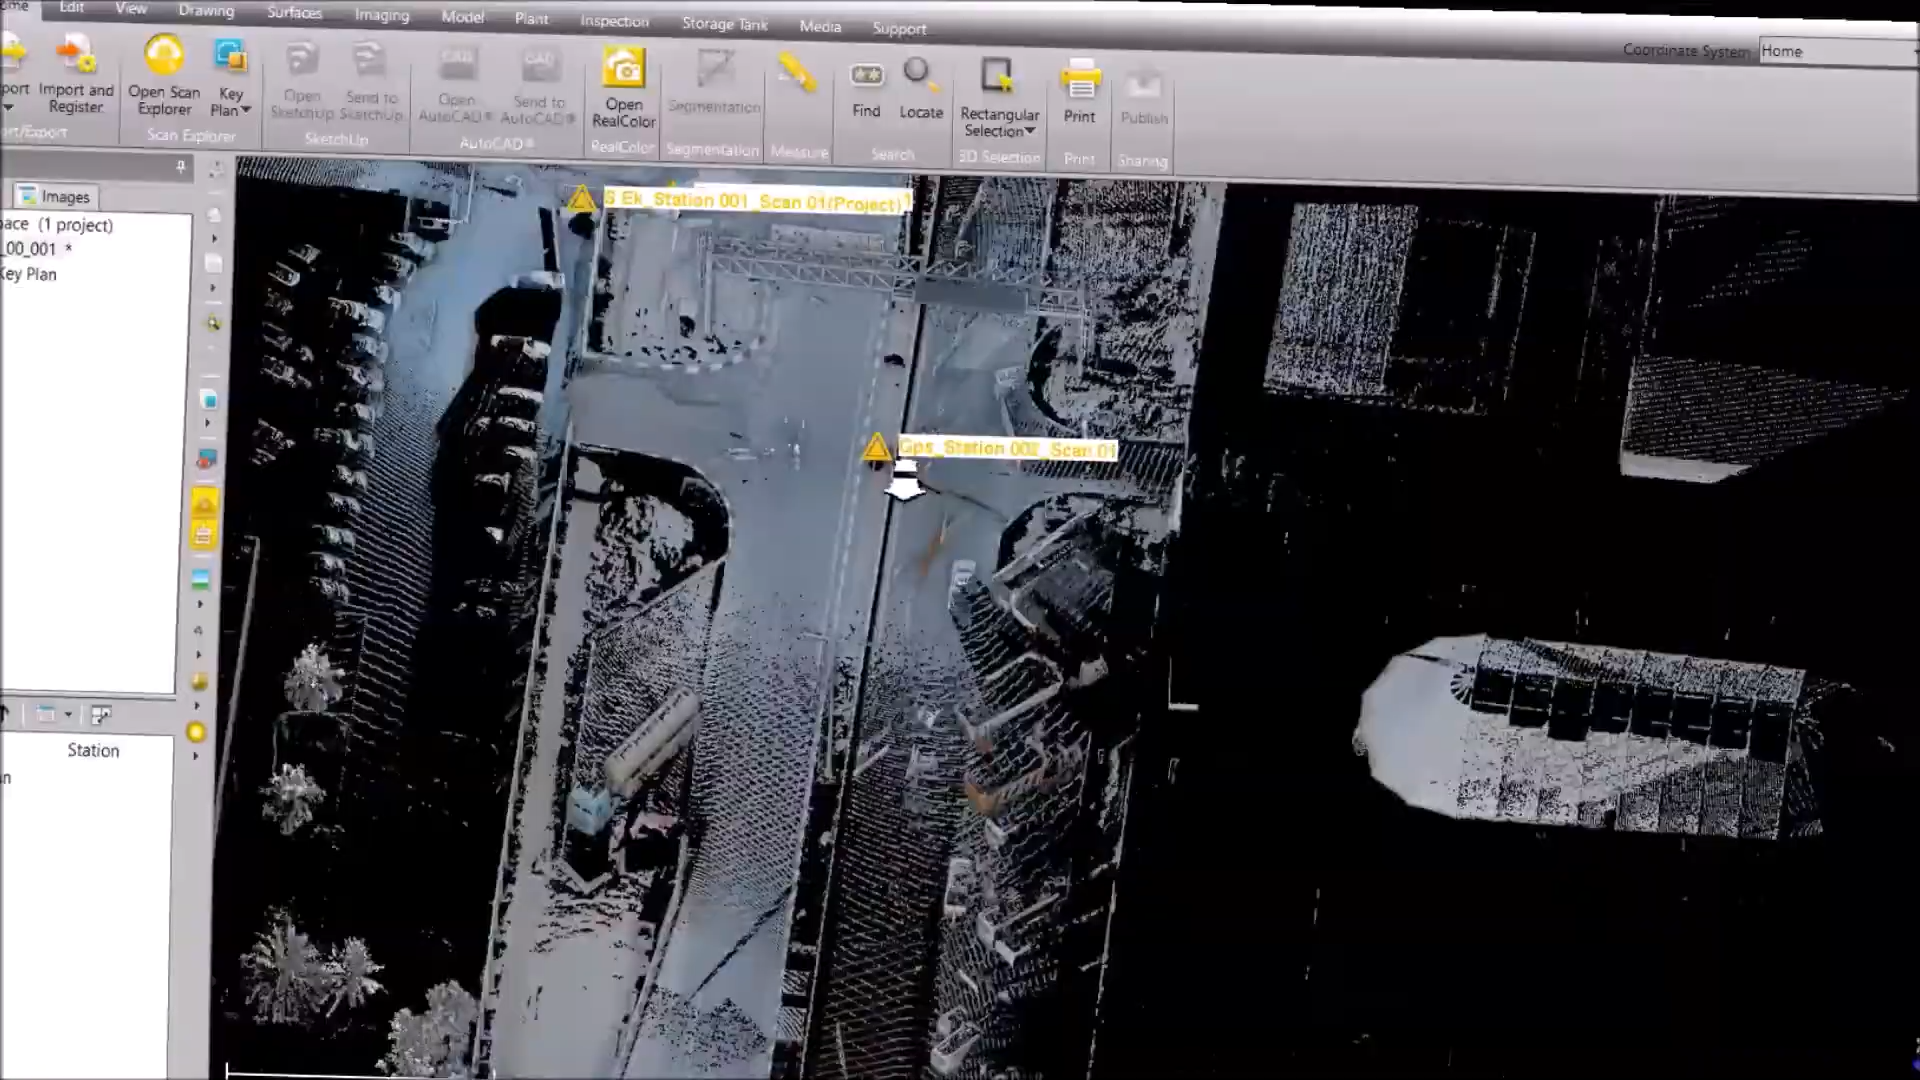 Edit View Drawing Surfaces Imaging Model Plant Inspection Storage Tank Media Support
Coordinate System Home
Import and
Register
Open Scan
Explorer
Key
Plan
Open
SketchUp
Send to
SketchUp
Open
AutoCAD®
Send to
AutoCAD®
Open
RealColor
Segmentation
Find
Locate
Rectangular
Selection
Print
Publish
Scan Explorer
SketchUp
AutoCAD®
RealColor
Segmentation
Measure
Search
3D Selection
Print
Sharing
Images
(1 project)
_00_001 *
Key Plan
Station
S Ek_Station 001_Scan 01(Project)
Gps_Station 002_Scan 01